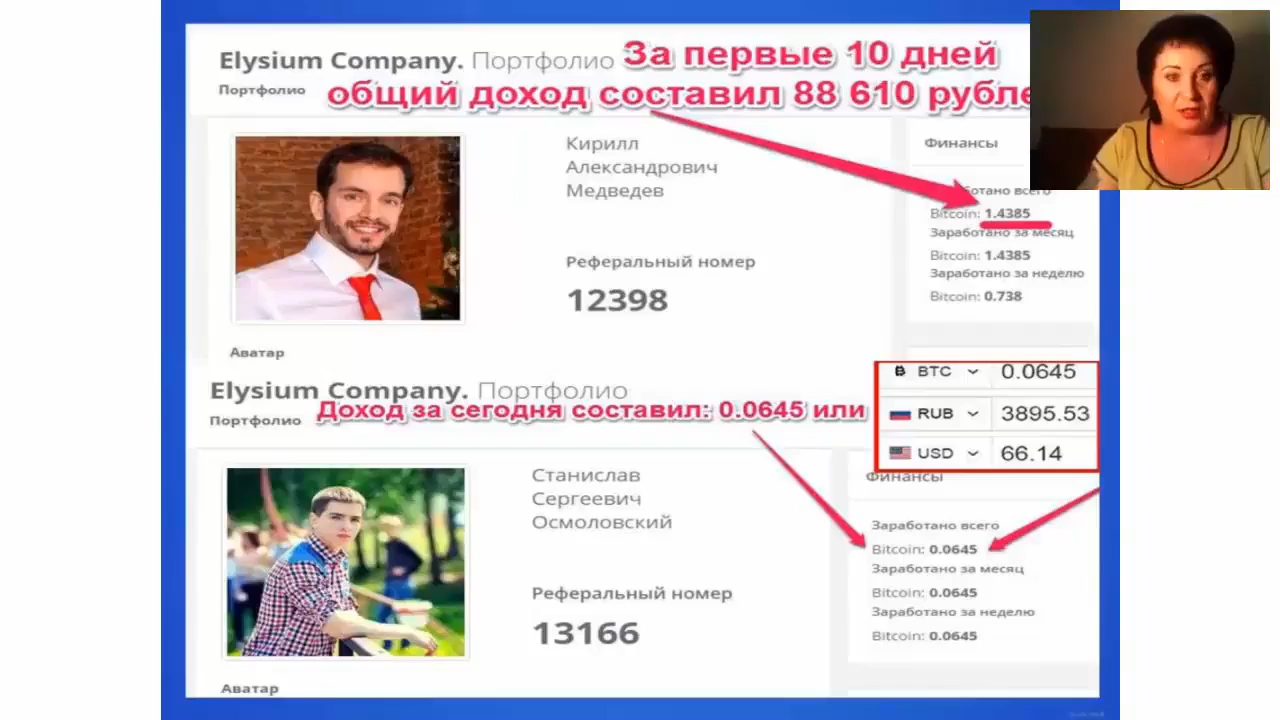 Elysium Company. Портфолио За первые 10 дней
Портфолио общий доход составил 88 610 рубле
Кирилл
Александрович
Медведев
Реферальный номер
12398
Аватар
Финансы
ботано всего
Bitcoin: 1.4385
Заработано за месяц
Bitcoin: 1.4385
Заработано за неделю
Bitcoin: 0.738
Elysium Company. Портфолио
Портфолио Доход за сегодня составил: 0.0645 или
BTC 0.0645
RUB 3895.53
USD 66.14
Станислав
Сергеевич
Осмоловский
Реферальный номер
13166
Аватар
Финансы
Заработано всего
Bitcoin: 0.0645
Заработано за месяц
Bitcoin: 0.0645
Заработано за неделю
Bitcoin: 0.0645